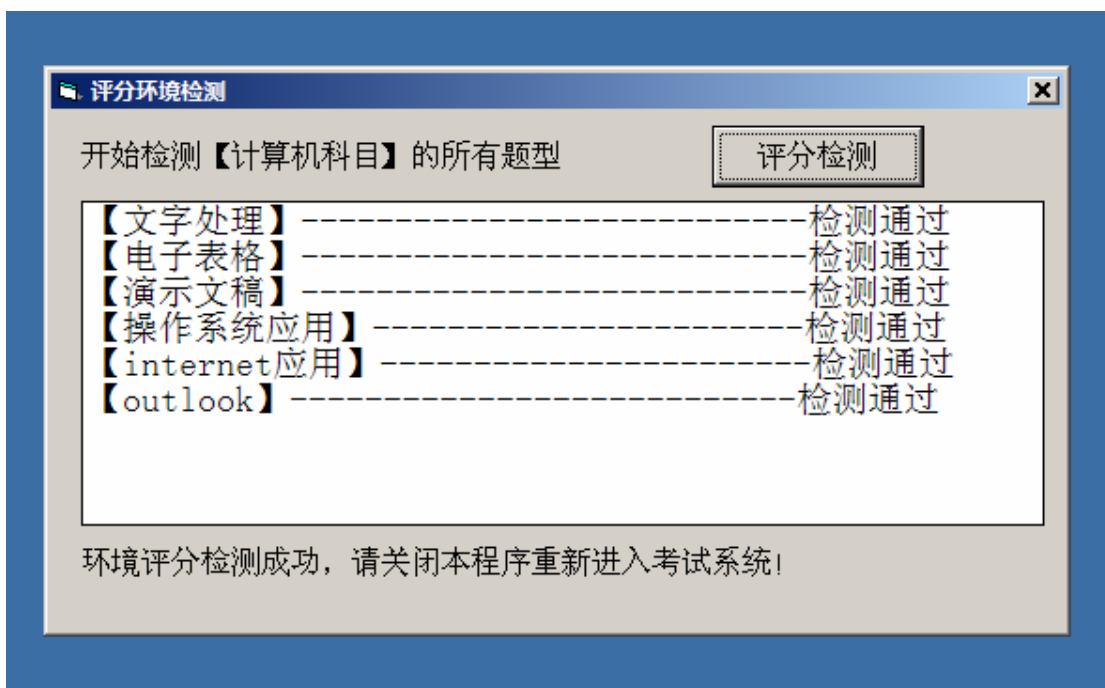 评分环境检测
开始检测【计算机科目】的所有题型
评分检测
【文字处理】---------------------------检测通过
【电子表格】---------------------------检测通过
【演示文稿】---------------------------检测通过
【操作系统应用】-----------------------检测通过
【internet应用】-----------------------检测通过
【outlook】---------------------------检测通过
环境评分检测成功，请关闭本程序重新进入考试系统!